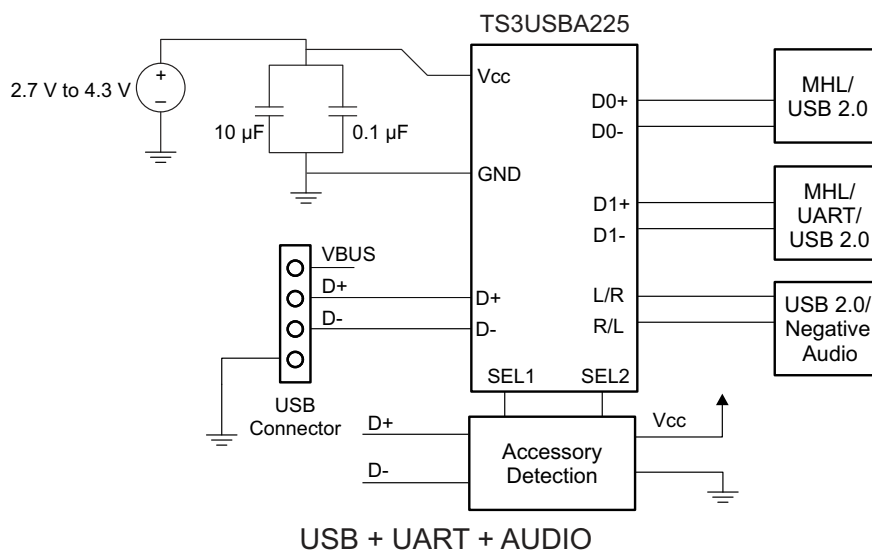 TS3USBA225
2.7 V to 4.3 V
+
–
10 µF
0.1 µF
Vcc
GND
D0+
D0-
D1+
D1-
L/R
R/L
D+
D-
SEL1
SEL2
MHL/
USB 2.0
MHL/
UART/
USB 2.0
USB 2.0/
Negative
Audio
VBUS
D+
D-
USB
Connector
D+
D-
Accessory
Detection
Vcc
USB + UART + AUDIO